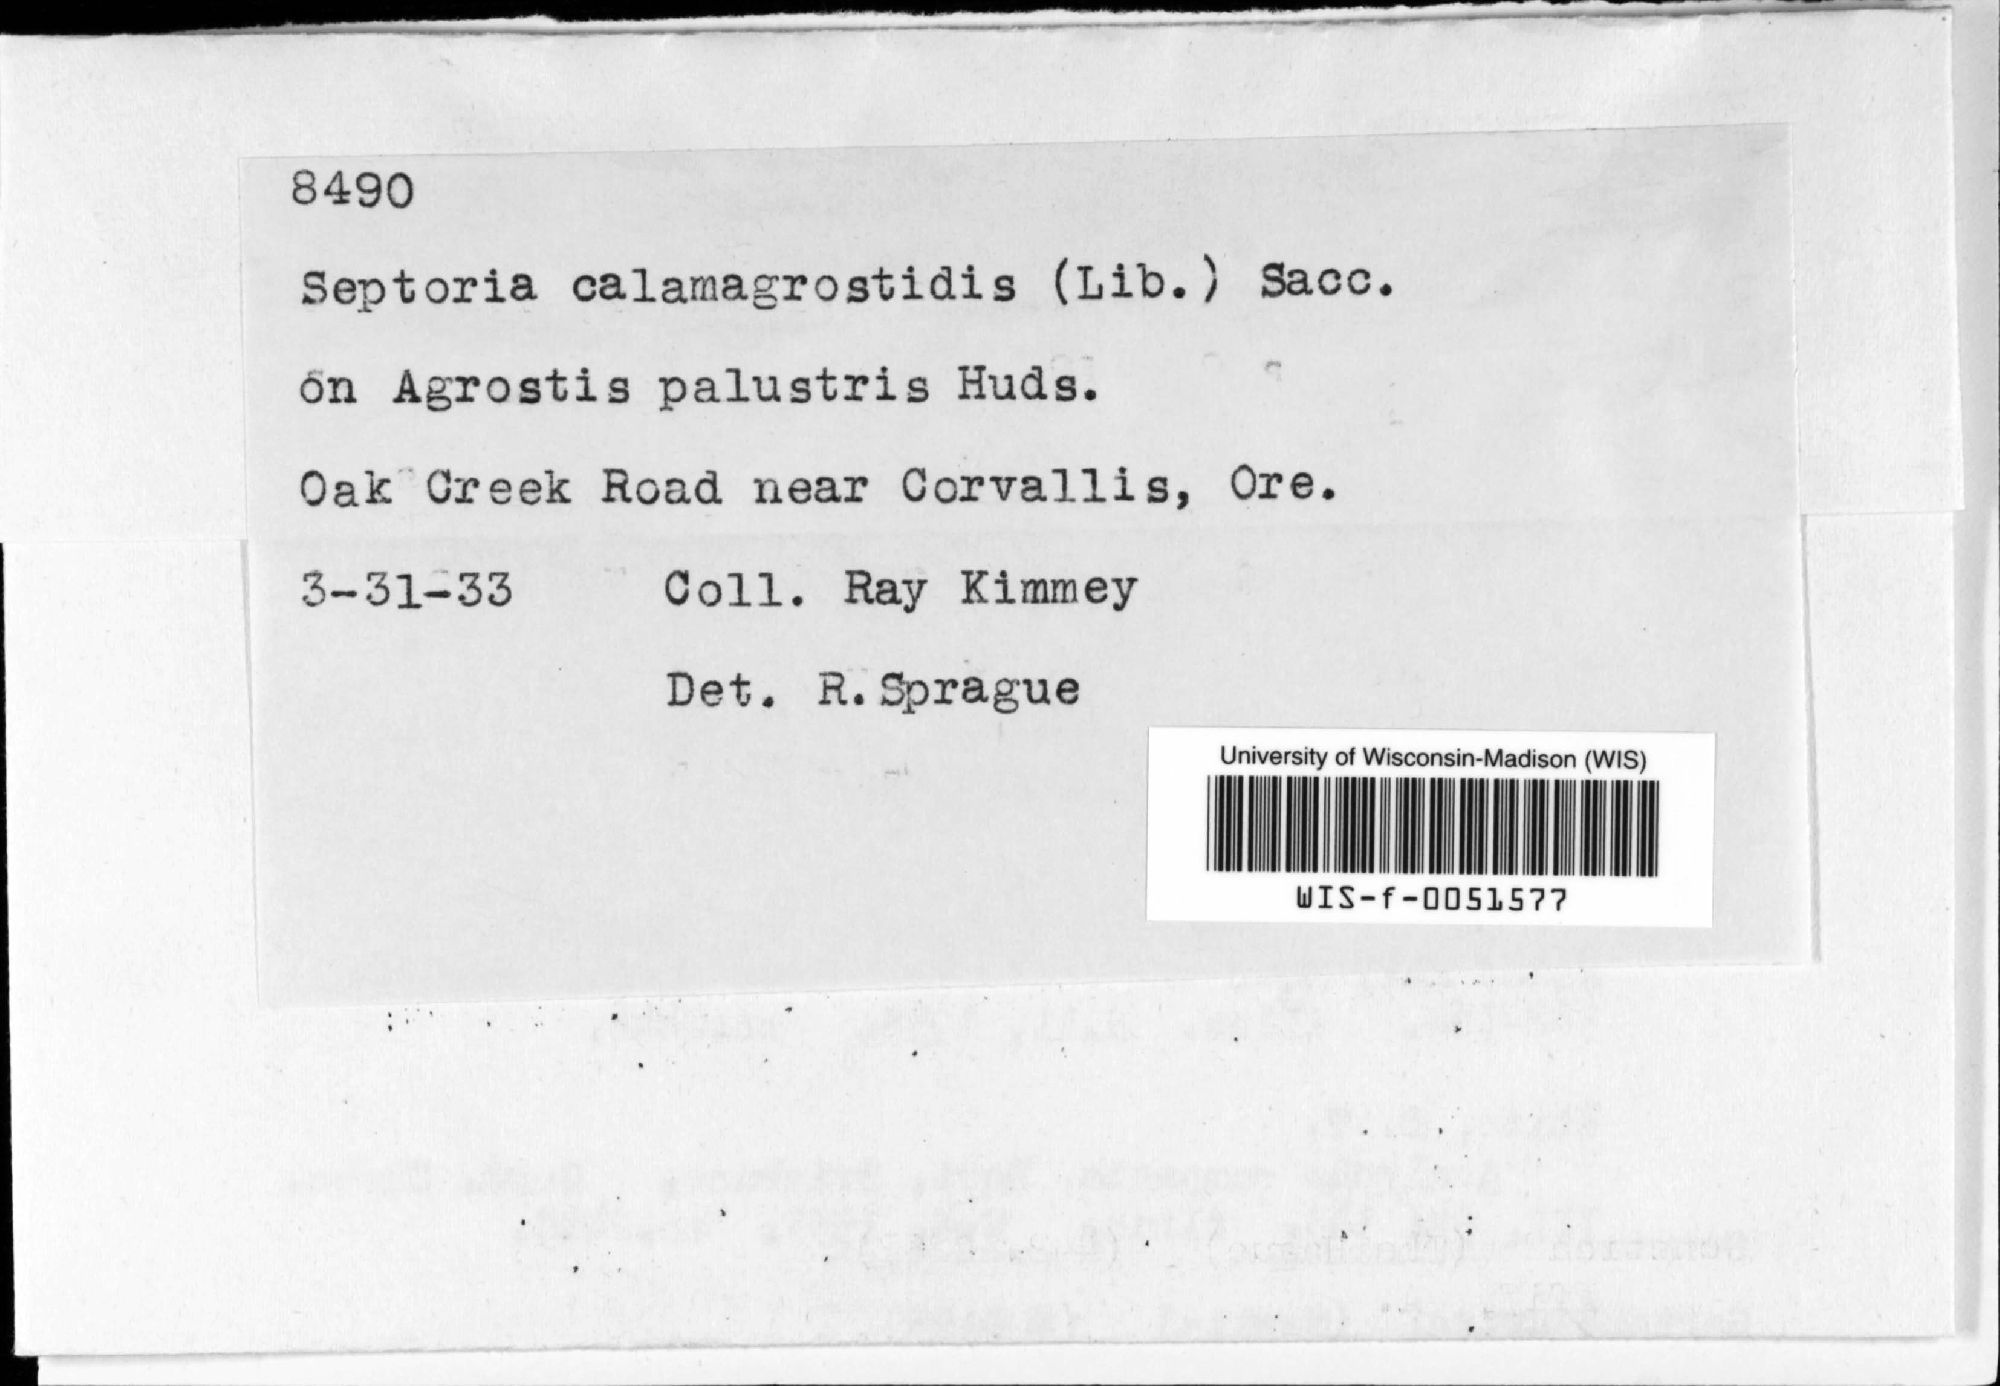 8490
Septoria calamagrostidis (Lib.) Sacc.
on Agrostis palustris Huds.
Oak Creek Road near Corvallis, Ore.
3-31-33 Coll. Ray Kimmey
Det. R. Sprague
University of Wisconsin-Madison (WIS)
WIS-f-0051577